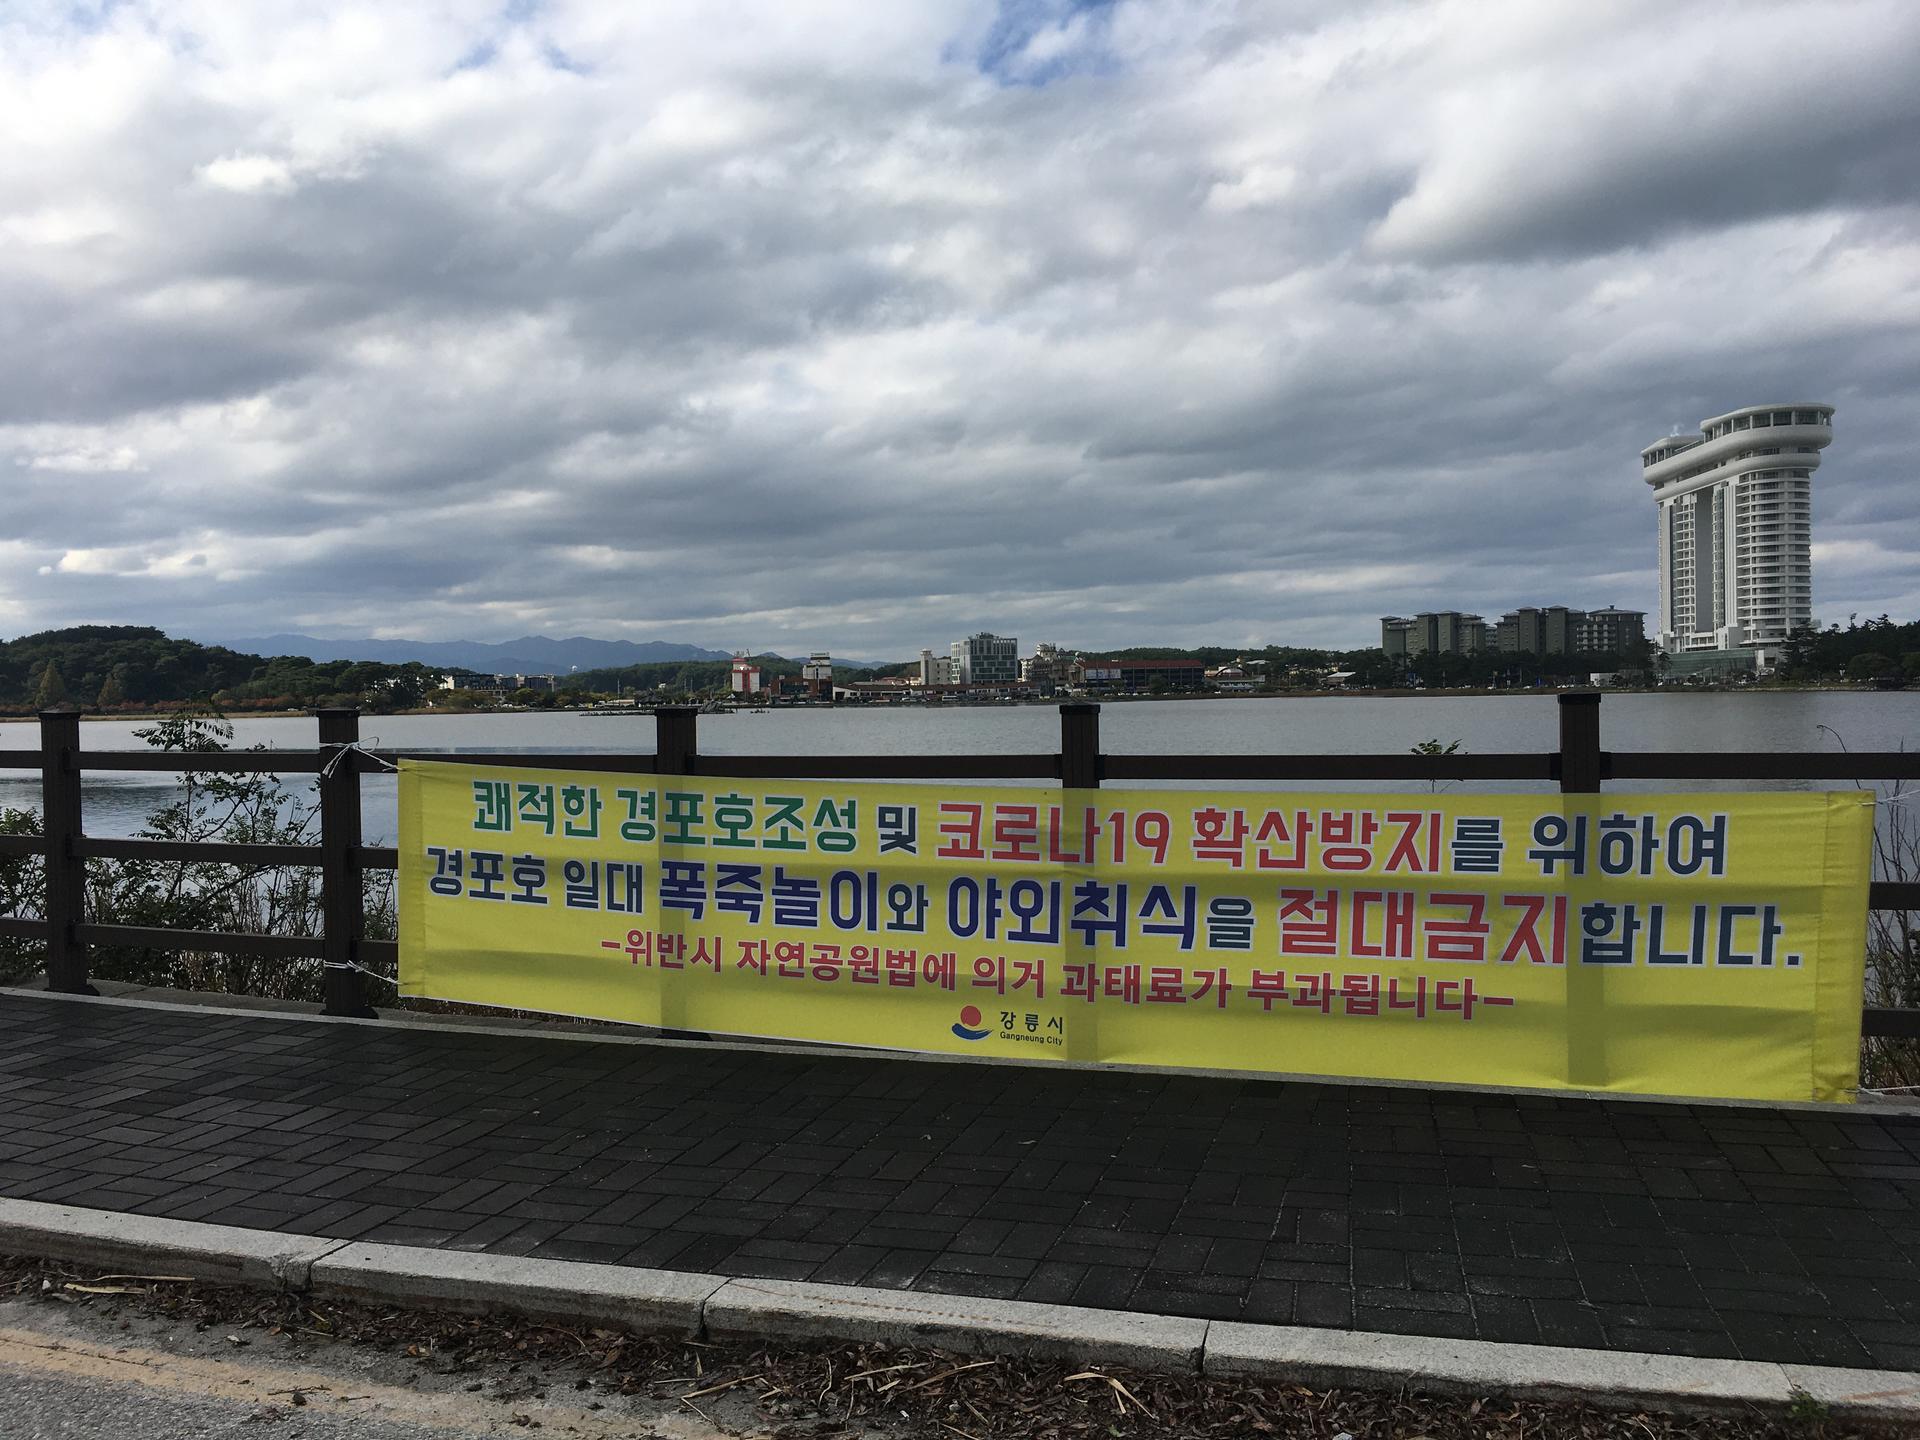 쾌적한 경포호조성 및 코로나19 확산방지를 위하여
경포호 일대 폭죽놀이와 야외취식을 절대금지합니다.
-위반시 자연공원법에 의거 과태료가 부과됩니다-
강릉시
Gangneung City